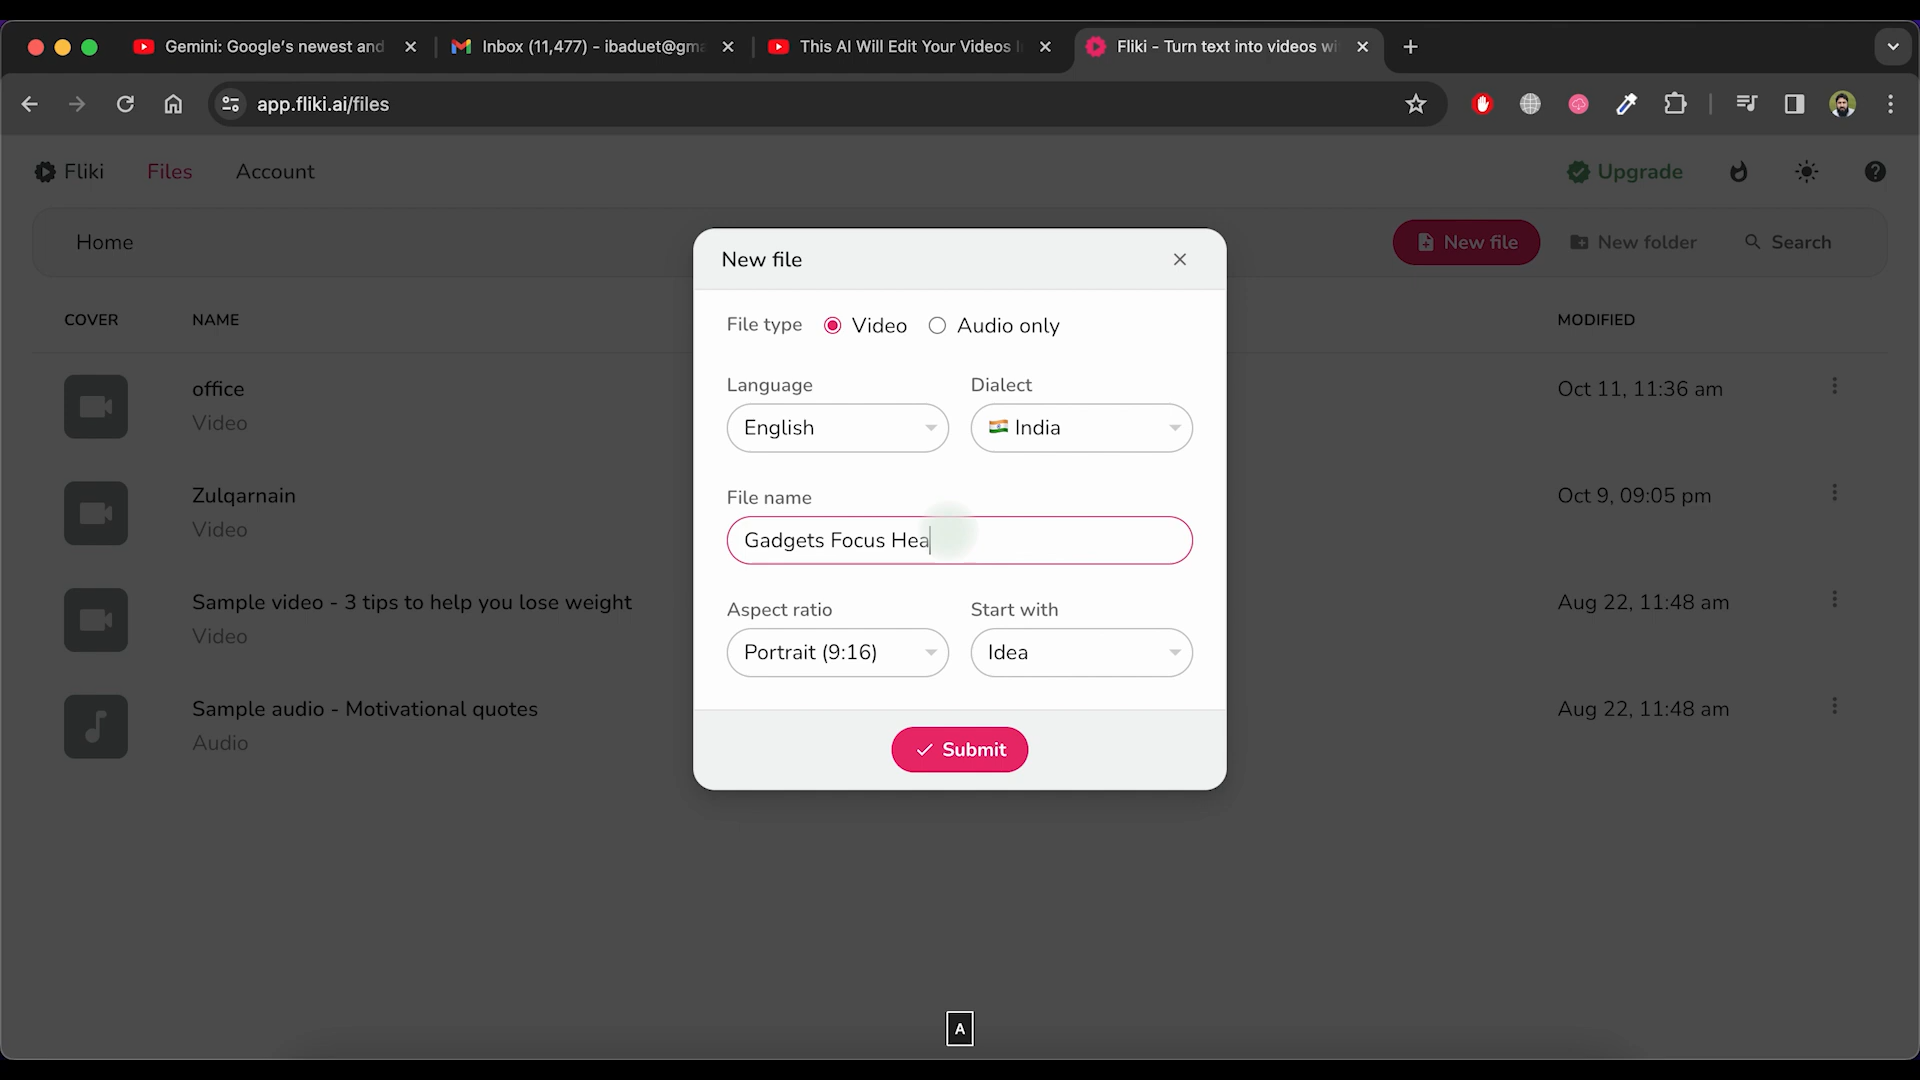 Gemini: Google's newest and
Inbox (11,477) - ibaduet@gma
This AI Will Edit Your Videos I
Fliki - Turn text into videos wi
app.fliki.ai/files
Fliki
Files
Account
Upgrade
Home
New file
New folder
Search
COVER
NAME
MODIFIED
office
Video
Oct 11, 11:36 am
Zulqarnain
Video
Oct 9, 09:05 pm
Sample video - 3 tips to help you lose weight
Video
Aug 22, 11:48 am
Sample audio - Motivational quotes
Audio
Aug 22, 11:48 am
New file
File type
Video
Audio only
Language
Dialect
English
India
File name
Gadgets Focus Hea
Aspect ratio
Start with
Portrait (9:16)
Idea
Submit
A